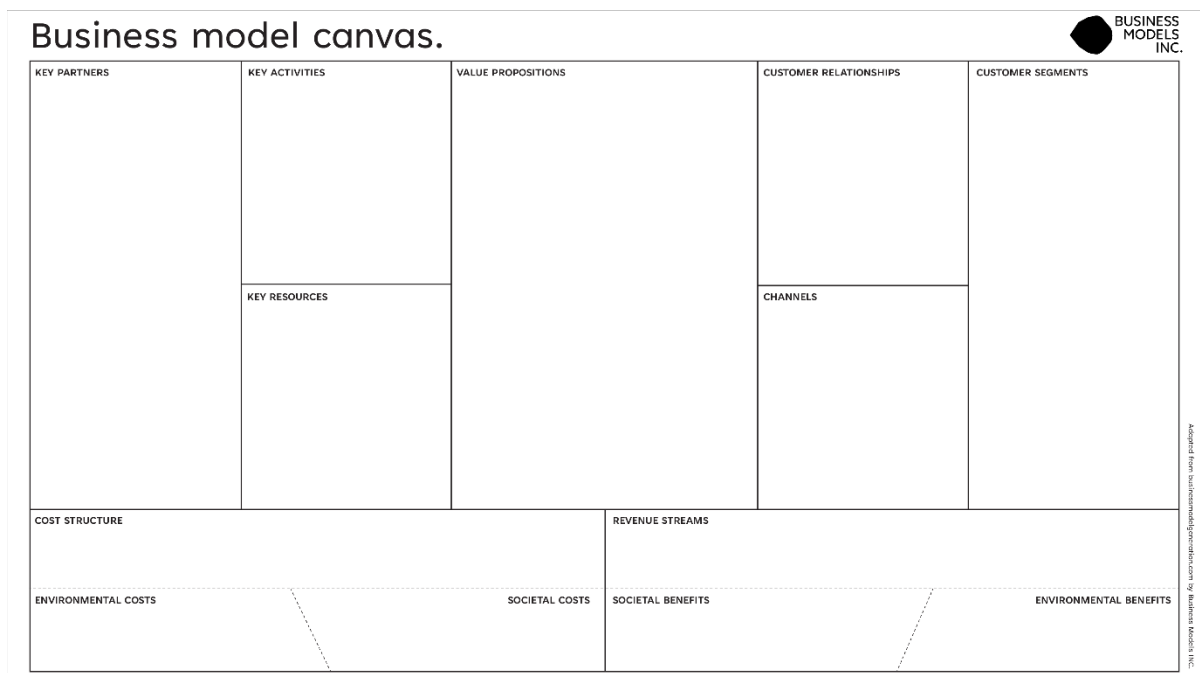 Business model canvas.
BUSINESS
MODELS
INC.
KEY PARTNERS
KEY ACTIVITIES
VALUE PROPOSITIONS
CUSTOMER RELATIONSHIPS
CUSTOMER SEGMENTS
KEY RESOURCES
CHANNELS
COST STRUCTURE
REVENUE STREAMS
ENVIRONMENTAL COSTS
SOCIETAL COSTS
SOCIETAL BENEFITS
ENVIRONMENTAL BENEFITS
Adapted from businessmodelgeneration.com by Business Models INC.